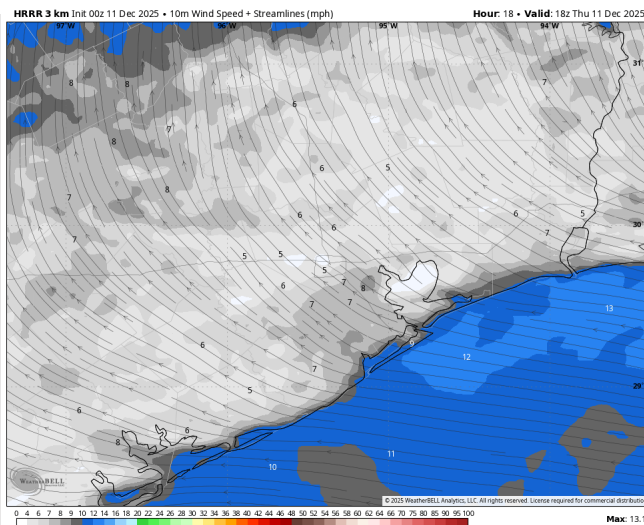 HRRR 3 km Init 00z 11 Dec 2025 • 10m Wind Speed + Streamlines (mph) Hour: 18 • Valid: 18z Thu 11 Dec 2025
97°W 96°W 95°W 94°W
31°
8 8 7
6
7
8
6 5
8
7
6 6 5
6 7 30°
7
5 5
5
6 7 8
7 7
13
6
9
12
7 29°
5
6
6
8
11
10
WEATHERBELL
© 2025 WeatherBELL Analytics, LLC. All rights reserved. License required for commercial distributio
0 4 6 7 8 9 10 12 14 16 18 20 22 24 26 28 30 32 34 36 38 40 42 44 46 48 50 52 54 56 58 60 62 64 66 70 75 80 85 90 95 100
Max: 13.